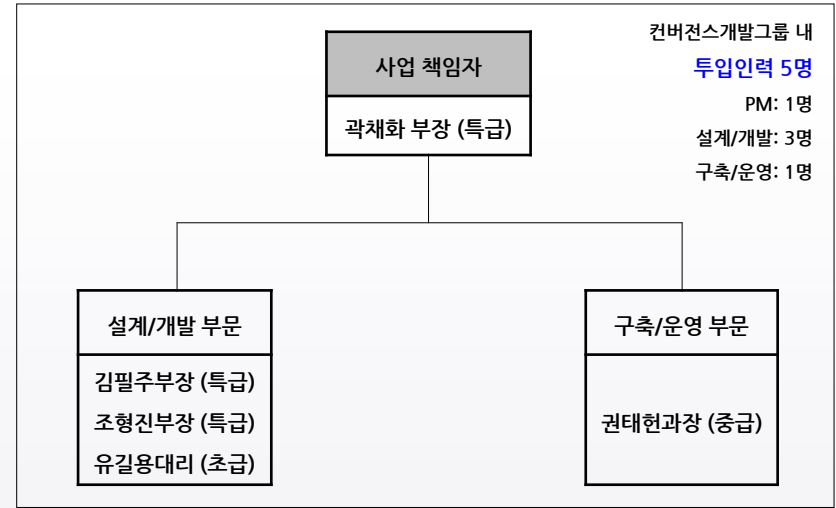 컨버전스개발그룹 내
투입인력 5명
PM: 1명
설계/개발: 3명
구축/운영: 1명
사업 책임자
곽채화 부장 (특급)
설계/개발 부문
김필주부장 (특급)
조형진부장 (특급)
유길용대리 (초급)
구축/운영 부문
권태헌과장 (중급)